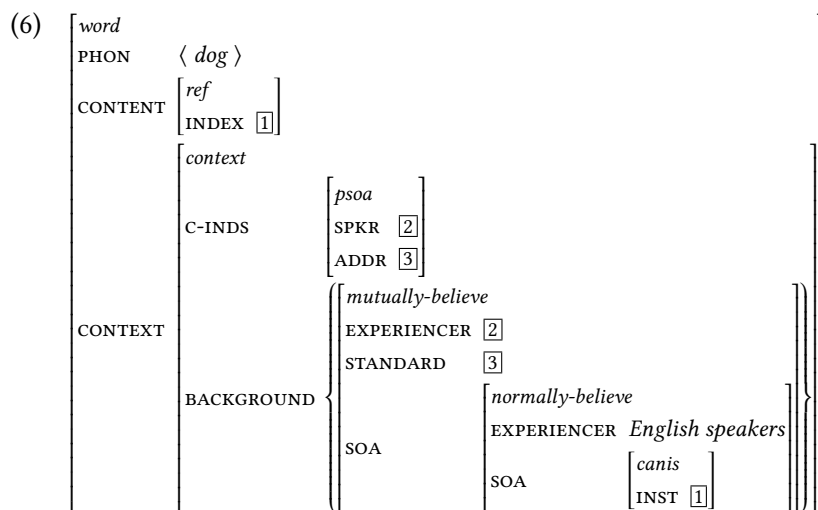 (6)
word
PHON ⟨ dog ⟩
CONTENT
ref
INDEX 1
CONTEXT
context
C-INDS
psoa
SPKR 2
ADDR 3
BACKGROUND
mutually-believe
EXPERIENCER 2
STANDARD 3
SOA
normally-believe
EXPERIENCER English speakers
SOA
canis
INST 1